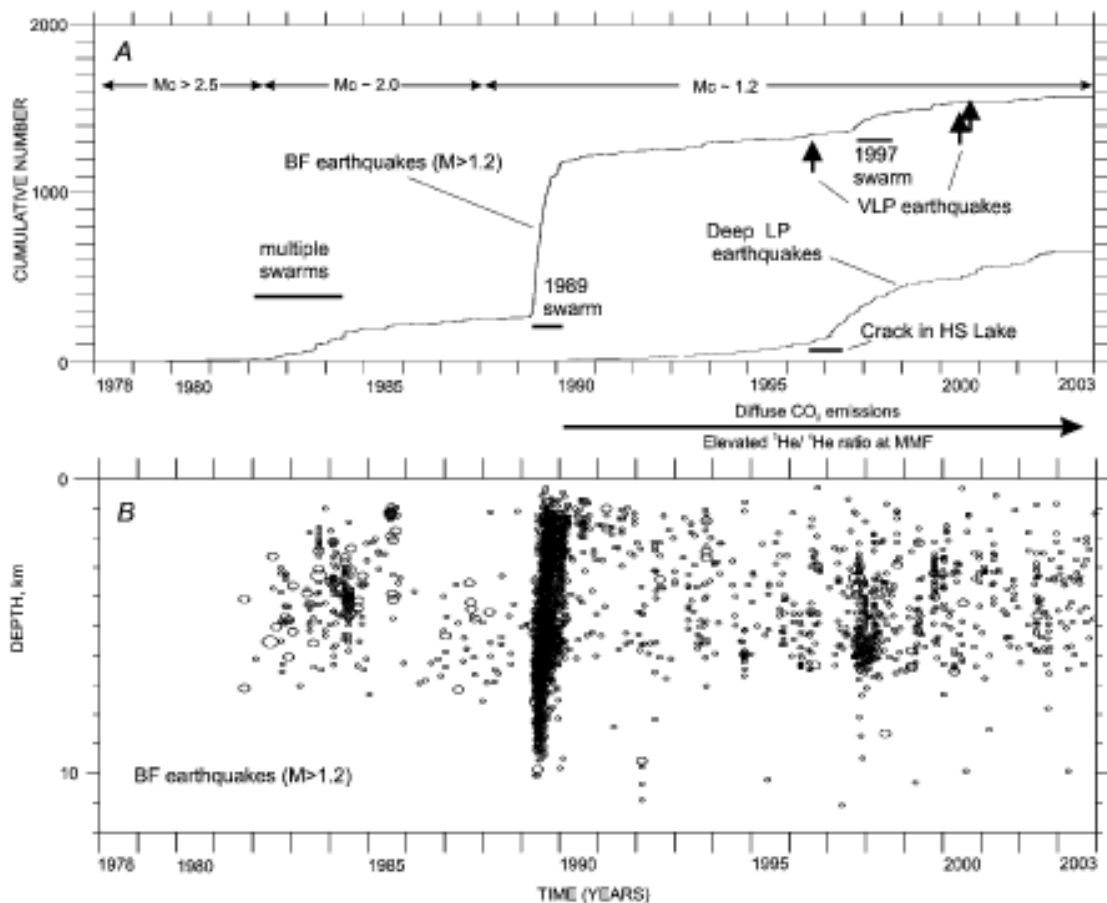 2000
A
Mc > 2.5
Mc ~ 2.0
Mc ~ 1.2
CUMULATIVE NUMBER
BF earthquakes (M>1.2)
1997
swarm
VLP earthquakes
1000
multiple
swarms
Deep LP
earthquakes
1989
swarm
Crack in HS Lake
0
1978 1980 1985 1990 1995 2000 2003
Diffuse CO₂ emissions
Elevated ³He/ ⁴He ratio at MMF
0
B
DEPTH, km
10
BF earthquakes (M>1.2)
1978 1980 1985 1990 1995 2000 2003
TIME (YEARS)